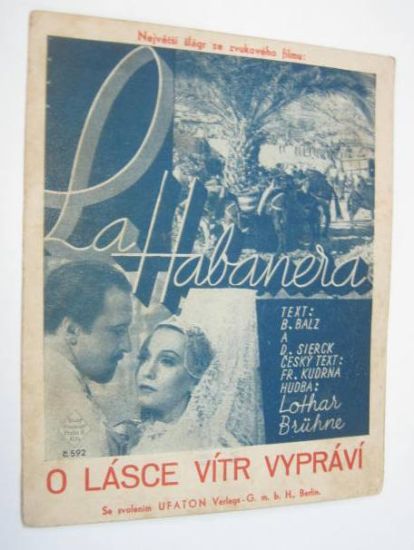 Největší šlágr ze zvukového filmu:
La Habanera
TEXT:
B. BALZ
A
D. SIERCK
ČESKÝ TEXT:
FR. KUDRNA
HUDBA:
Lothar
Brühne
č. 592
O LÁSCE VÍTR VYPRÁVÍ
Se svolením UFATON Verlags-G. m. b. H., Berlin.